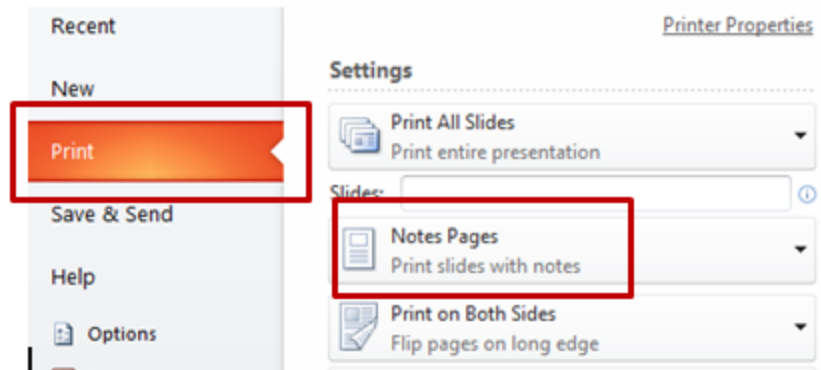 Recent
New
Print
Save & Send
Help
Options
Printer Properties
Settings
Print All Slides
Print entire presentation
Slides:
Notes Pages
Print slides with notes
Print on Both Sides
Flip pages on long edge